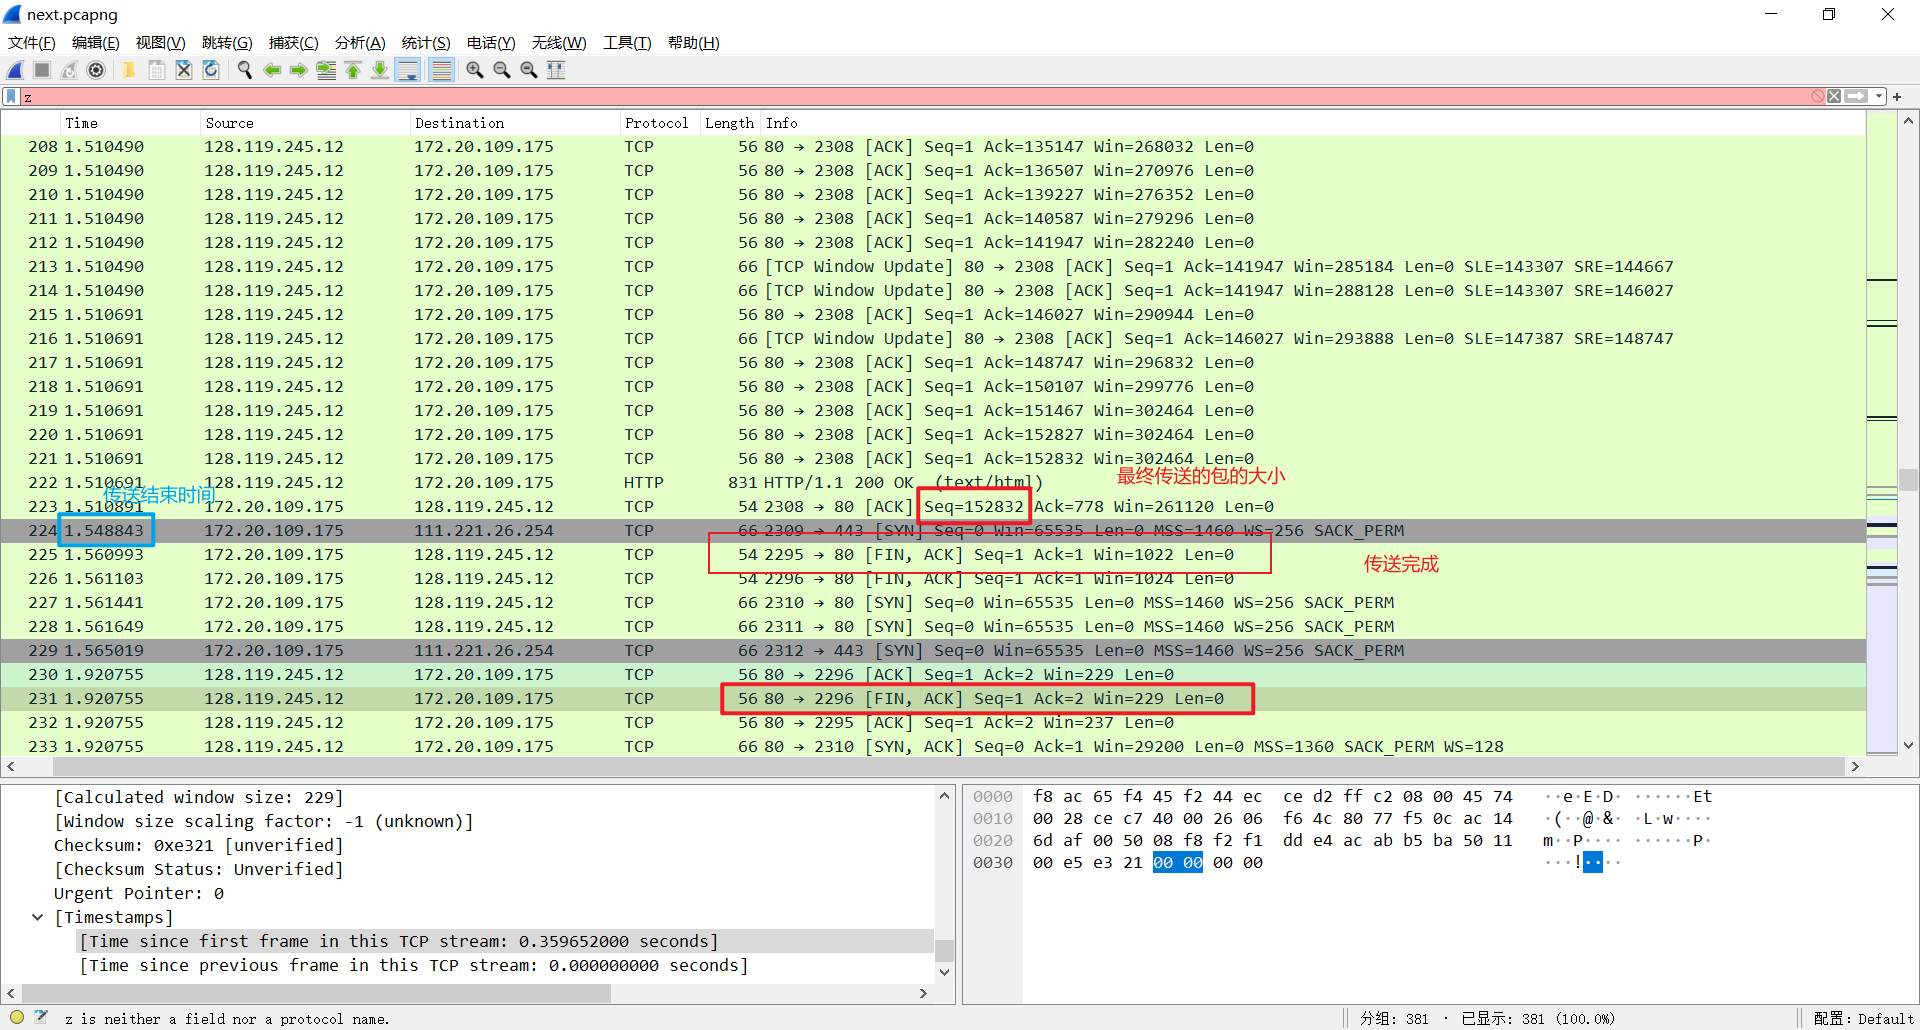 next.pcapng
文件(F) 编辑(E) 视图(V) 跳转(G) 捕获(C) 分析(A) 统计(S) 电话(Y) 无线(W) 工具(T) 帮助(H)
z
Time Source Destination Protocol Length Info
208 1.510490 128.119.245.12 172.20.109.175 TCP 56 80 → 2308 [ACK] Seq=1 Ack=135147 Win=268032 Len=0
209 1.510490 128.119.245.12 172.20.109.175 TCP 56 80 → 2308 [ACK] Seq=1 Ack=136507 Win=270976 Len=0
210 1.510490 128.119.245.12 172.20.109.175 TCP 56 80 → 2308 [ACK] Seq=1 Ack=139227 Win=276352 Len=0
211 1.510490 128.119.245.12 172.20.109.175 TCP 56 80 → 2308 [ACK] Seq=1 Ack=140587 Win=279296 Len=0
212 1.510490 128.119.245.12 172.20.109.175 TCP 56 80 → 2308 [ACK] Seq=1 Ack=141947 Win=282240 Len=0
213 1.510490 128.119.245.12 172.20.109.175 TCP 66 [TCP Window Update] 80 → 2308 [ACK] Seq=1 Ack=141947 Win=285184 Len=0 SLE=143307 SRE=144667
214 1.510490 128.119.245.12 172.20.109.175 TCP 66 [TCP Window Update] 80 → 2308 [ACK] Seq=1 Ack=141947 Win=288128 Len=0 SLE=143307 SRE=146027
215 1.510691 128.119.245.12 172.20.109.175 TCP 56 80 → 2308 [ACK] Seq=1 Ack=146027 Win=290944 Len=0
216 1.510691 128.119.245.12 172.20.109.175 TCP 66 [TCP Window Update] 80 → 2308 [ACK] Seq=1 Ack=146027 Win=293888 Len=0 SLE=147387 SRE=148747
217 1.510691 128.119.245.12 172.20.109.175 TCP 56 80 → 2308 [ACK] Seq=1 Ack=148747 Win=296832 Len=0
218 1.510691 128.119.245.12 172.20.109.175 TCP 56 80 → 2308 [ACK] Seq=1 Ack=150107 Win=299776 Len=0
219 1.510691 128.119.245.12 172.20.109.175 TCP 56 80 → 2308 [ACK] Seq=1 Ack=151467 Win=302464 Len=0
220 1.510691 128.119.245.12 172.20.109.175 TCP 56 80 → 2308 [ACK] Seq=1 Ack=152827 Win=302464 Len=0
221 1.510691 128.119.245.12 172.20.109.175 TCP 56 80 → 2308 [ACK] Seq=1 Ack=152832 Win=302464 Len=0
最终传送的包的大小
222 1.510691 128.119.245.12 172.20.109.175 HTTP 831 HTTP/1.1 200 OK (text/html)
传送结束时间
223 1.510891 172.20.109.175 128.119.245.12 TCP 54 2308 → 80 [ACK] Seq=152832 Ack=778 Win=261120 Len=0
224 1.548843 172.20.109.175 111.221.26.254 TCP 66 2309 → 443 [SYN] Seq=0 Win=65535 Len=0 MSS=1460 WS=256 SACK_PERM
225 1.560993 172.20.109.175 128.119.245.12 TCP 54 2295 → 80 [FIN, ACK] Seq=1 Ack=1 Win=1022 Len=0
传送完成
226 1.561103 172.20.109.175 128.119.245.12 TCP 54 2296 → 80 [FIN, ACK] Seq=1 Ack=1 Win=1024 Len=0
227 1.561441 172.20.109.175 128.119.245.12 TCP 66 2310 → 80 [SYN] Seq=0 Win=65535 Len=0 MSS=1460 WS=256 SACK_PERM
228 1.561649 172.20.109.175 128.119.245.12 TCP 66 2311 → 80 [SYN] Seq=0 Win=65535 Len=0 MSS=1460 WS=256 SACK_PERM
229 1.565019 172.20.109.175 111.221.26.254 TCP 66 2312 → 443 [SYN] Seq=0 Win=65535 Len=0 MSS=1460 WS=256 SACK_PERM
230 1.920755 128.119.245.12 172.20.109.175 TCP 56 80 → 2296 [ACK] Seq=1 Ack=2 Win=229 Len=0
231 1.920755 128.119.245.12 172.20.109.175 TCP 56 80 → 2296 [FIN, ACK] Seq=1 Ack=2 Win=229 Len=0
232 1.920755 128.119.245.12 172.20.109.175 TCP 56 80 → 2295 [ACK] Seq=1 Ack=2 Win=237 Len=0
233 1.920755 128.119.245.12 172.20.109.175 TCP 66 80 → 2310 [SYN, ACK] Seq=0 Ack=1 Win=29200 Len=0 MSS=1360 SACK_PERM WS=128
[Calculated window size: 229]
[Window size scaling factor: -1 (unknown)]
Checksum: 0xe321 [unverified]
[Checksum Status: Unverified]
Urgent Pointer: 0
[Timestamps]
[Time since first frame in this TCP stream: 0.359652000 seconds]
[Time since previous frame in this TCP stream: 0.000000000 seconds]
0000 f8 ac 65 f4 45 f2 44 ec ce d2 ff c2 08 00 45 74 ··e·E·D· ······Et
0010 00 28 ce c7 40 00 26 06 f6 4c 80 77 f5 0c ac 14 ·(··@·&· ·L·w····
0020 6d af 00 50 08 f8 f2 f1 dd e4 ac ab b5 ba 50 11 m··P···· ······P·
0030 00 e5 e3 21 00 00 00 00 ···!····
z is neither a field nor a protocol name.
分组: 381 · 已显示: 381 (100.0%)
配置: Default